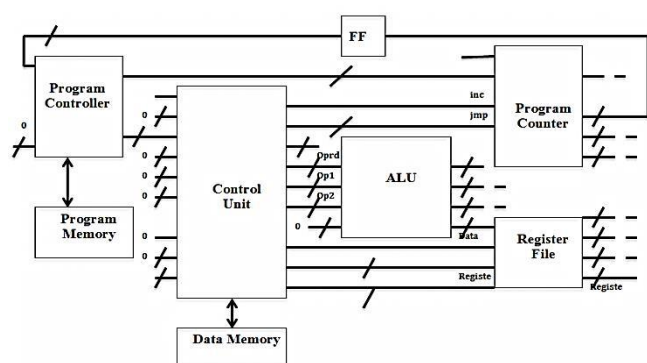 FF
Program
Controller
Program
Counter
inc
jmp
0
0
0
0
0
0
0
0
Control
Unit
Oprd
Op1
Op2
0
ALU
Program
Memory
Data
Register
File
Registe
Registe
Data Memory